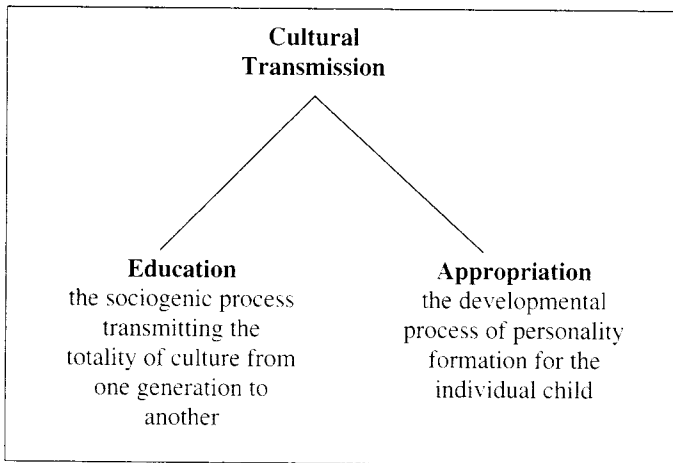 Cultural
Transmission
Education
the sociogenic process
transmitting the
totality of culture from
one generation to
another
Appropriation
the developmental
process of personality
formation for the
individual child